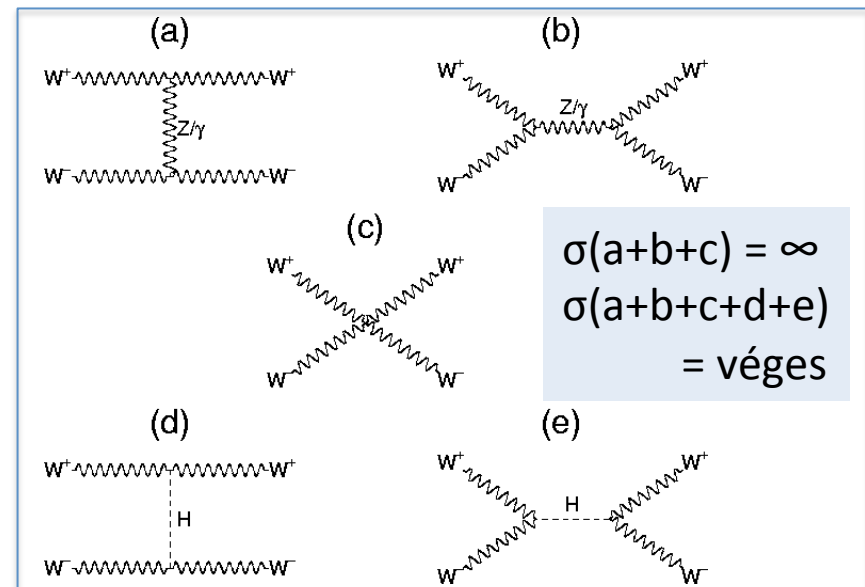 (a)
W⁺ W⁺
Z/γ
W⁻ W⁻
(b)
W⁺ W⁺
Z/γ
W⁻ W⁻
(c)
W⁺ W⁺
W⁻ W⁻
σ(a+b+c) = ∞
σ(a+b+c+d+e)
= véges
(d)
W⁺ W⁺
H
W⁻ W⁻
(e)
W⁺ W⁺
H
W⁻ W⁻